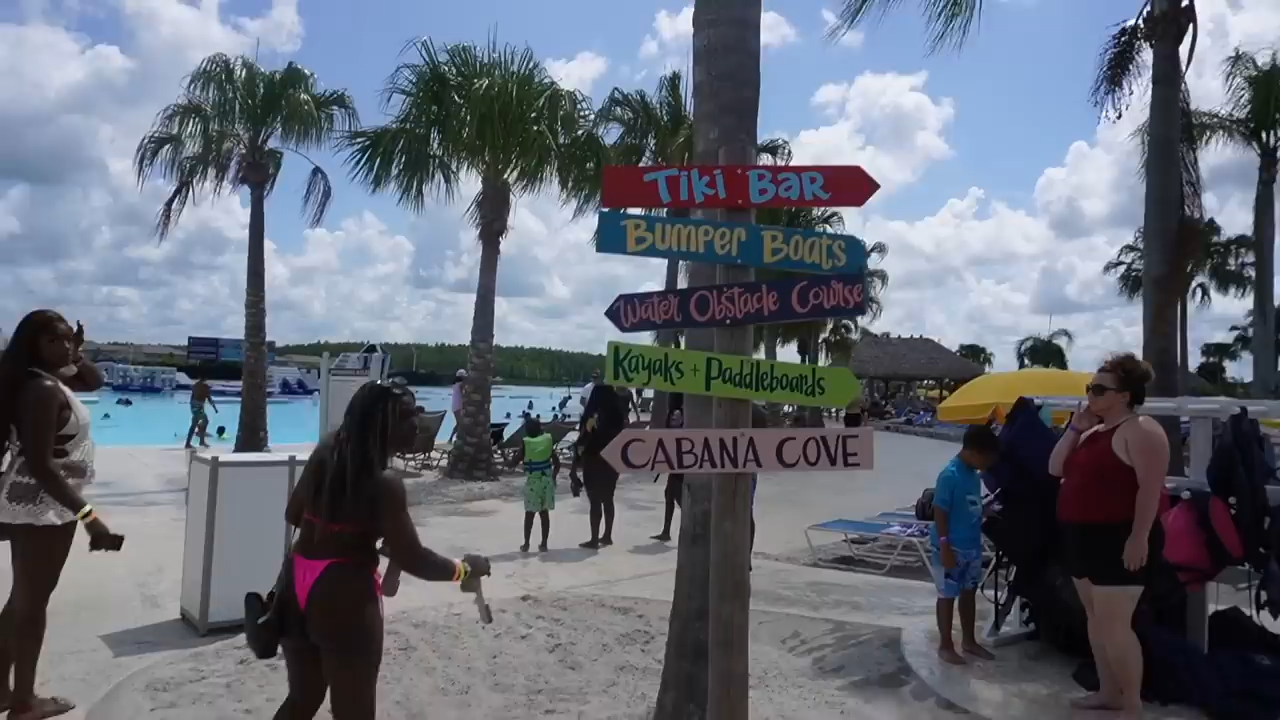 Tiki Bar
Bumper Boats
Water Obstacle Course
Kayaks + Paddleboards
CABANA COVE